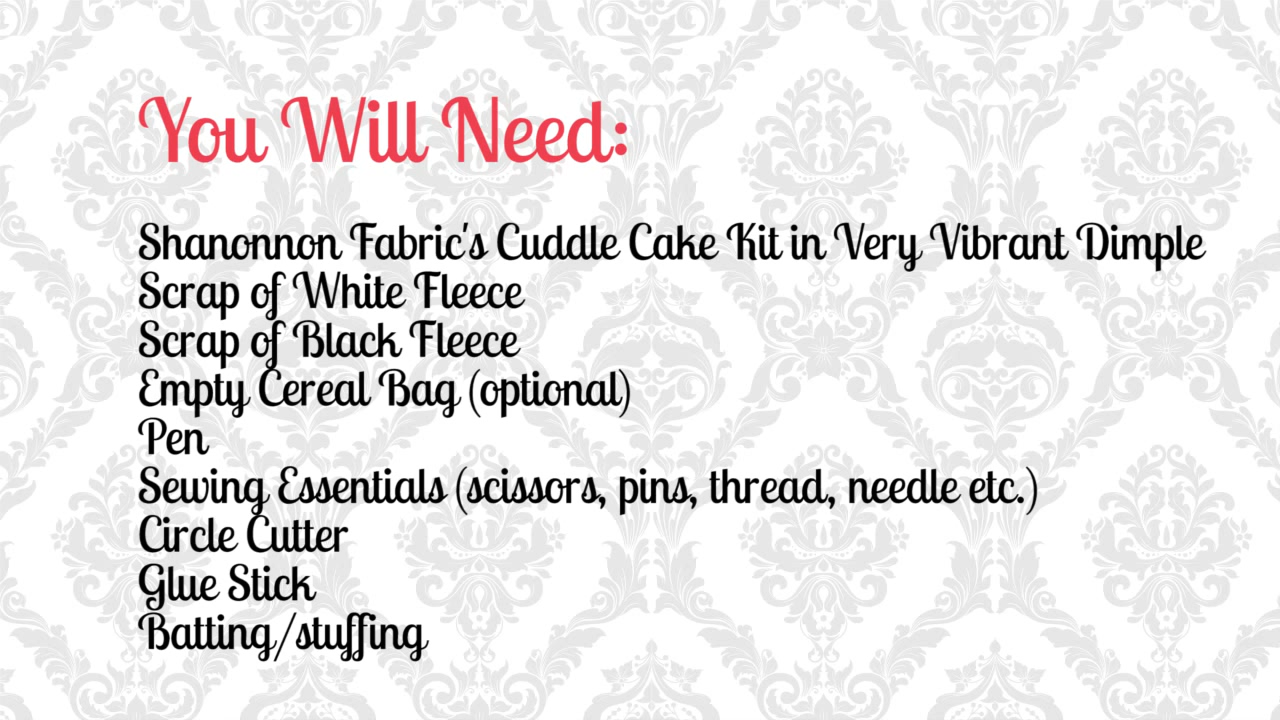 You Will Need:
Shanonnon Fabric's Cuddle Cake Kit in Very Vibrant Dimple
Scrap of White Fleece
Scrap of Black Fleece
Empty Cereal Bag (optional)
Pen
Sewing Essentials (scissors, pins, thread, needle etc.)
Circle Cutter
Glue Stick
Batting/stuffing